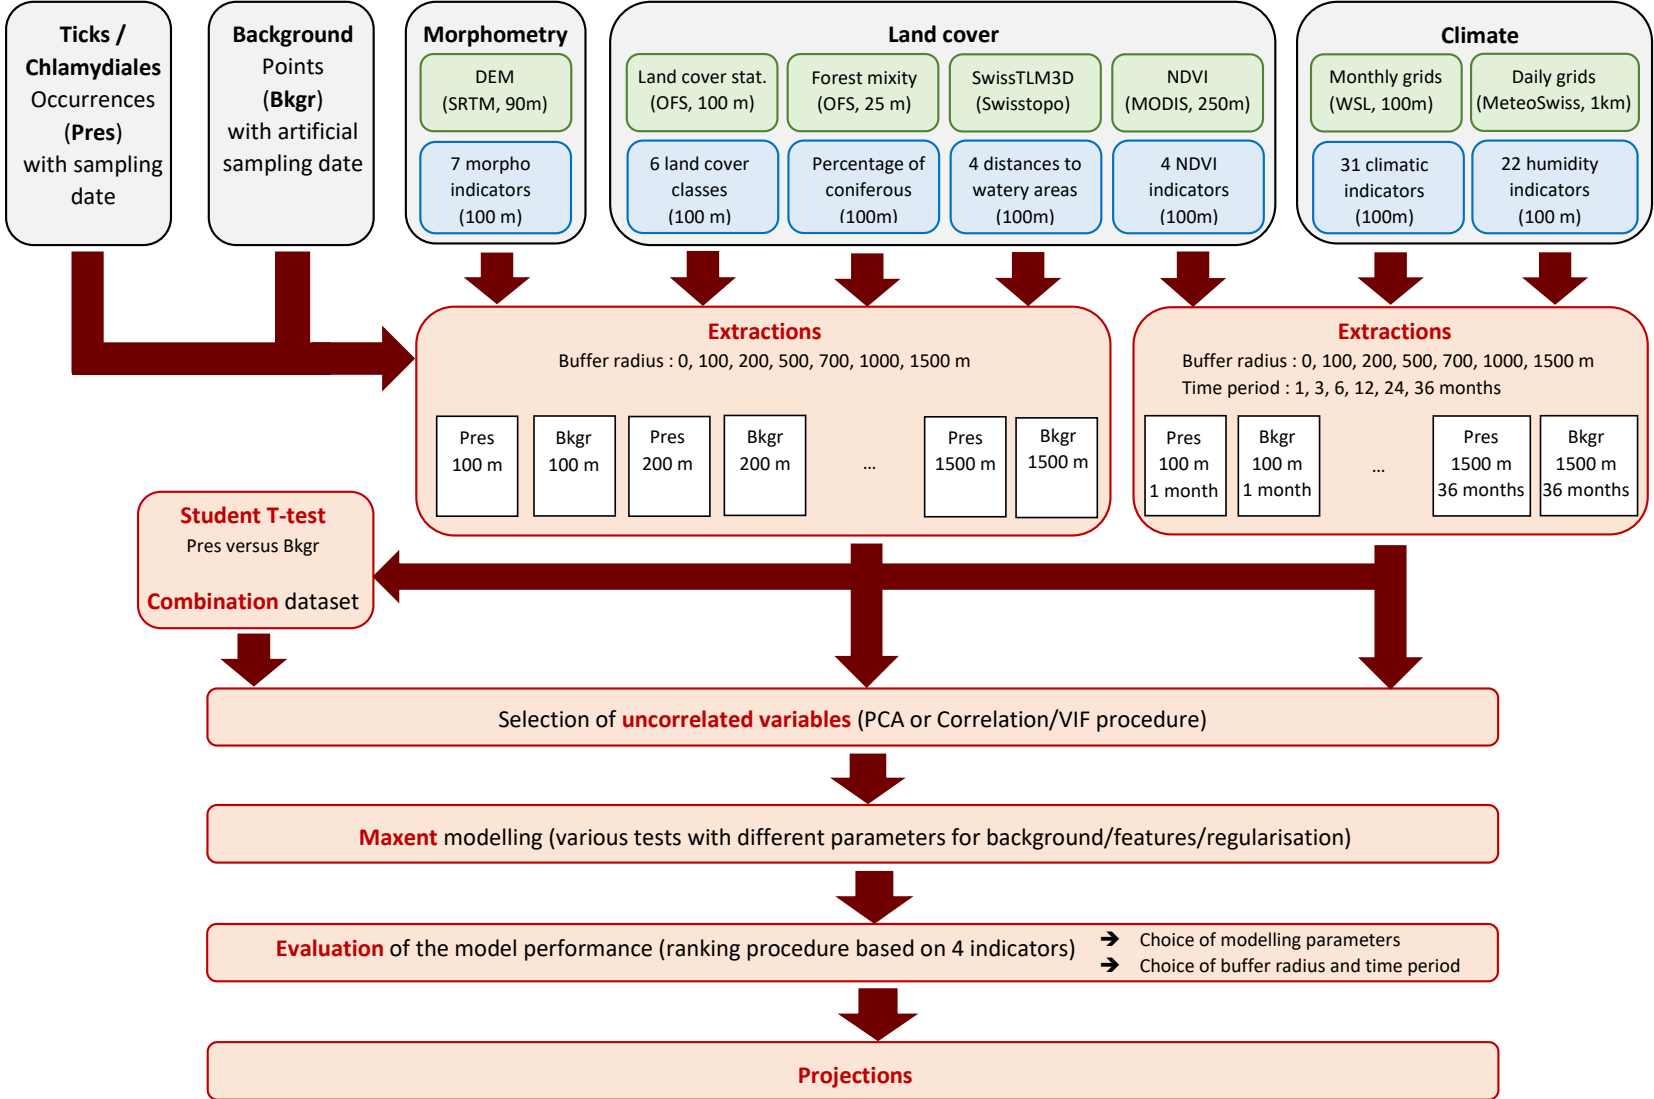 Ticks /
Chlamydiales
Occurrences
(Pres)
with sampling
date
Background
Points
(Bkgr)
with artificial
sampling date
Morphometry
DEM
(SRTM, 90m)
7 morpho
indicators
(100 m)
Land cover
Land cover stat.
(OFS, 100 m)
6 land cover
classes
(100 m)
Forest mixity
(OFS, 25 m)
Percentage of
coniferous
(100m)
SwissTLM3D
(Swisstopo)
4 distances to
watery areas
(100m)
NDVI
(MODIS, 250m)
4 NDVI
indicators
(100m)
Climate
Monthly grids
(WSL, 100m)
31 climatic
indicators
(100m)
Daily grids
(MeteoSwiss, 1km)
22 humidity
indicators
(100 m)
Extractions
Buffer radius : 0, 100, 200, 500, 700, 1000, 1500 m
Pres
100 m
Bkgr
100 m
Pres
200 m
Bkgr
200 m
...
Pres
1500 m
Bkgr
1500 m
Extractions
Buffer radius : 0, 100, 200, 500, 700, 1000, 1500 m
Time period : 1, 3, 6, 12, 24, 36 months
Pres
100 m
1 month
Bkgr
100 m
1 month
...
Pres
1500 m
36 months
Bkgr
1500 m
36 months
Student T-test
Pres versus Bkgr
Combination dataset
Selection of uncorrelated variables (PCA or Correlation/VIF procedure)
Maxent modelling (various tests with different parameters for background/features/regularisation)
Evaluation of the model performance (ranking procedure based on 4 indicators)
➔ Choice of modelling parameters
➔ Choice of buffer radius and time period
Projections